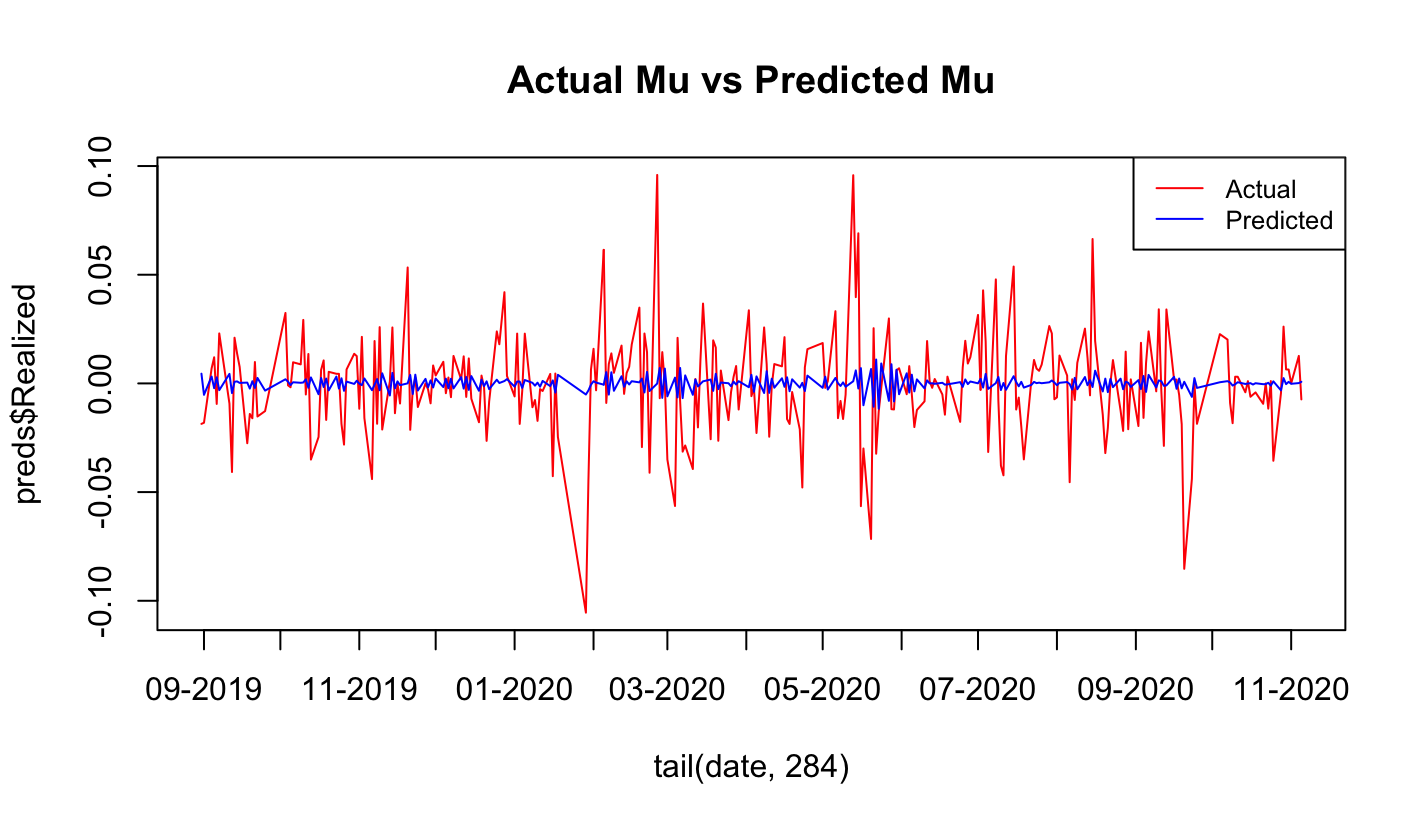 Actual Mu vs Predicted Mu
Actual
Predicted
preds$Realized
0.10
0.05
0.00
-0.05
-0.10
09-2019 11-2019 01-2020 03-2020 05-2020 07-2020 09-2020 11-2020
tail(date, 284)